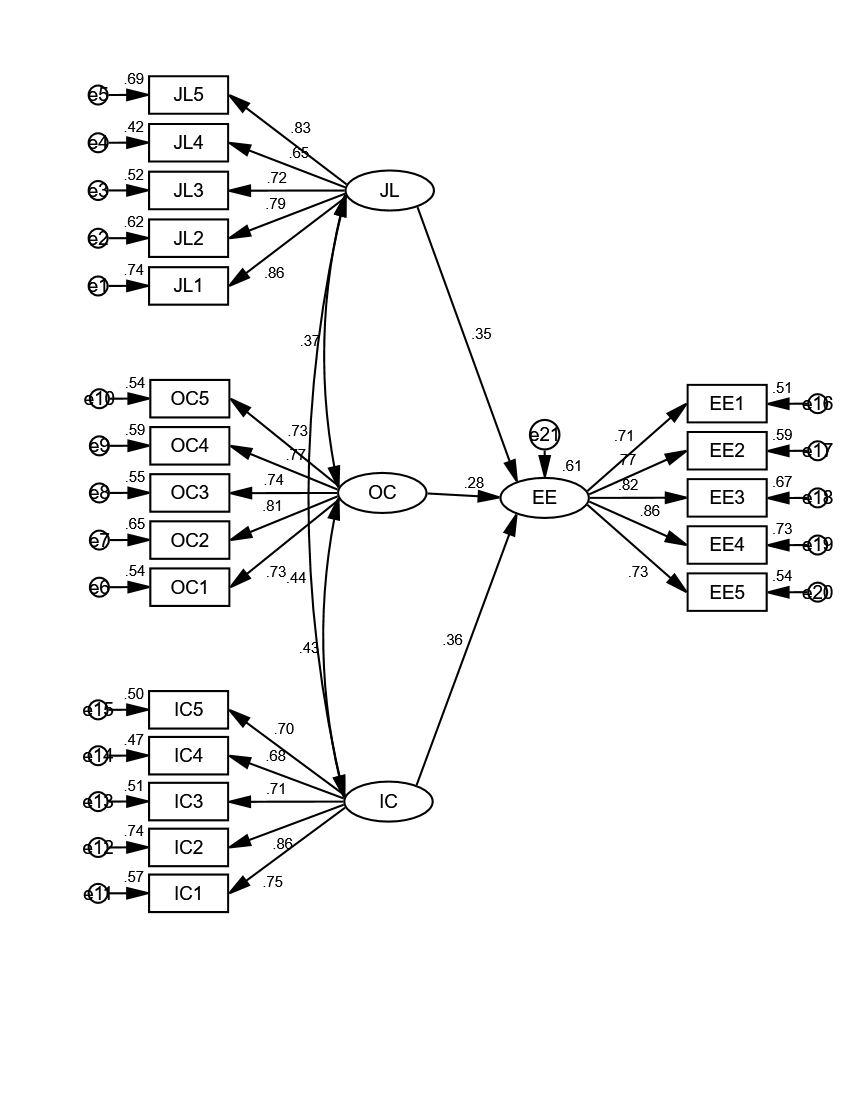 .69
e5 JL5
.83
.42
e4 JL4
.65
.52
e3 JL3
.72
JL
.62
e2 JL2
.79
.74
e1 JL1
.86
.37
.35
.54
e10 OC5
.73
.59
e9 OC4
.77
.55
e8 OC3
.74
OC
.28
.65
e7 OC2
.81
.54
e6 OC1
.73
.44
e21
.61
EE
.71
EE1
.51
e16
.77
EE2
.59
e17
.82
EE3
.67
e18
.86
EE4
.73
e19
.73
EE5
.54
e20
.43
.36
.50
e15 IC5
.70
.47
e14 IC4
.68
.51
e13 IC3
.71
IC
.74
e12 IC2
.86
.57
e11 IC1
.75